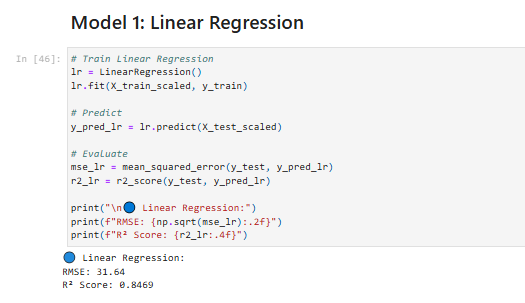 Model 1: Linear Regression
In [46]:
# Train Linear Regression
lr = LinearRegression()
lr.fit(X_train_scaled, y_train)
# Predict
y_pred_lr = lr.predict(X_test_scaled)
# Evaluate
mse_lr = mean_squared_error(y_test, y_pred_lr)
r2_lr = r2_score(y_test, y_pred_lr)
print("\n🔵 Linear Regression:")
print(f"RMSE: {np.sqrt(mse_lr):.2f}")
print(f"R² Score: {r2_lr:.4f}")
🔵 Linear Regression:
RMSE: 31.64
R² Score: 0.8469